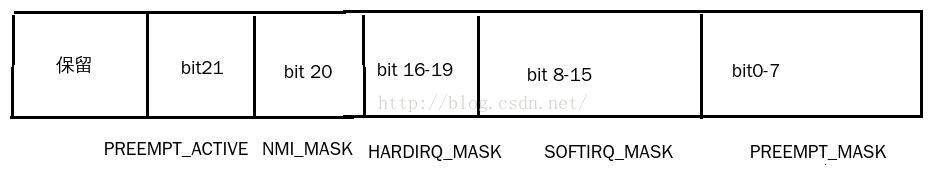 保留 bit21 bit 20 bit 16-19 bit 8-15 bit0-7
http://blog.csdn.net/
PREEMPT_ACTIVE NMI_MASK HARDIRQ_MASK SOFTIRQ_MASK PREEMPT_MASK